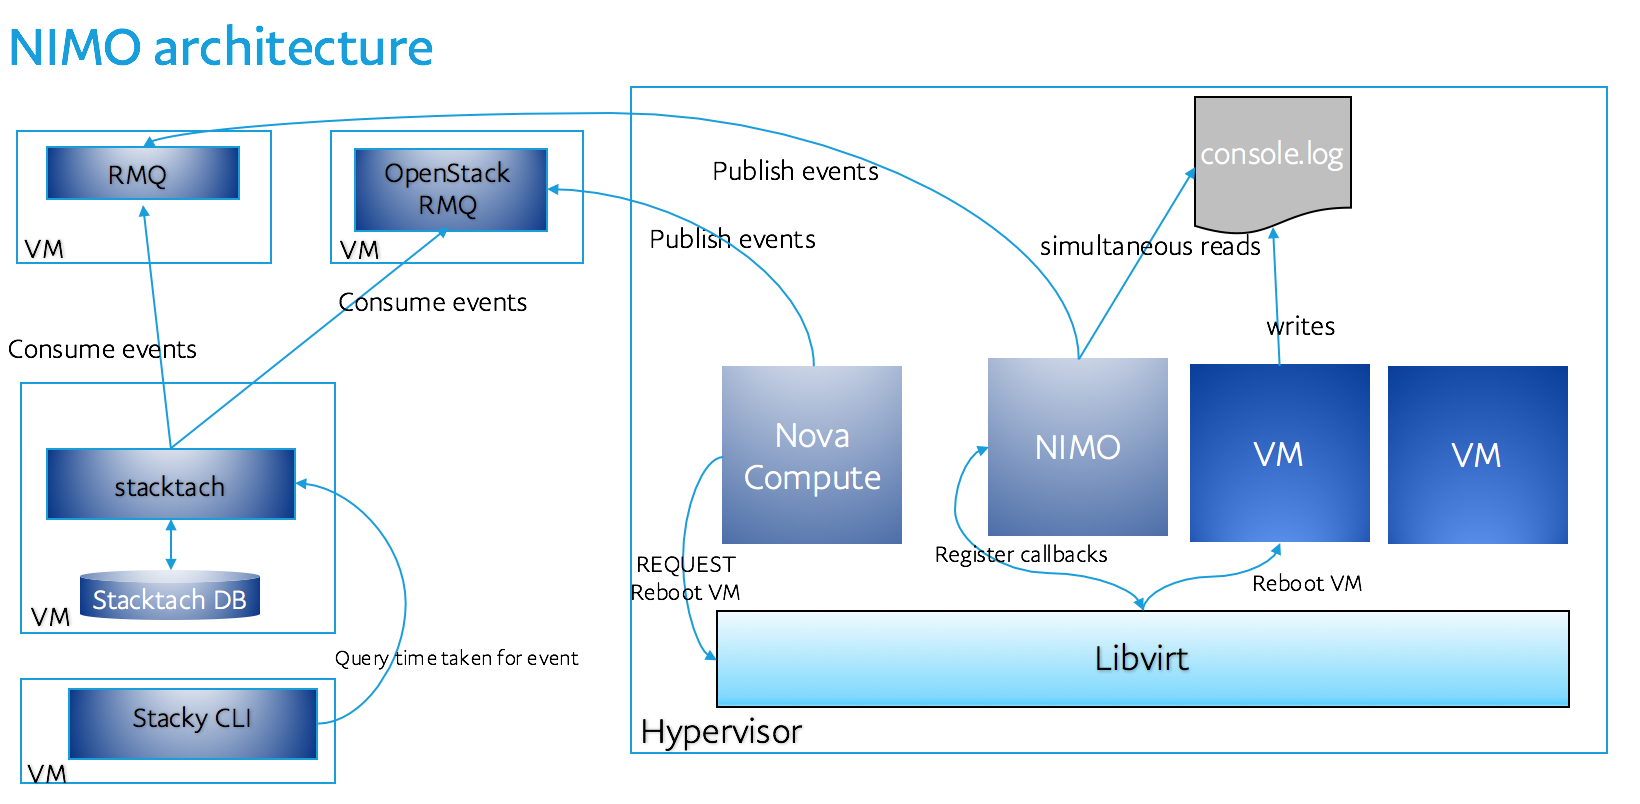 NIMO architecture
RMQ
VM
OpenStack
RMQ
VM
Publish events
Publish events
console.log
simultaneous reads
writes
Consume events
Consume events
stacktach
Stacktach DB
VM
Query time taken for event
Stacky CLI
VM
Nova
Compute
NIMO
VM
VM
REQUEST
Reboot VM
Register callbacks
Reboot VM
Libvirt
Hypervisor